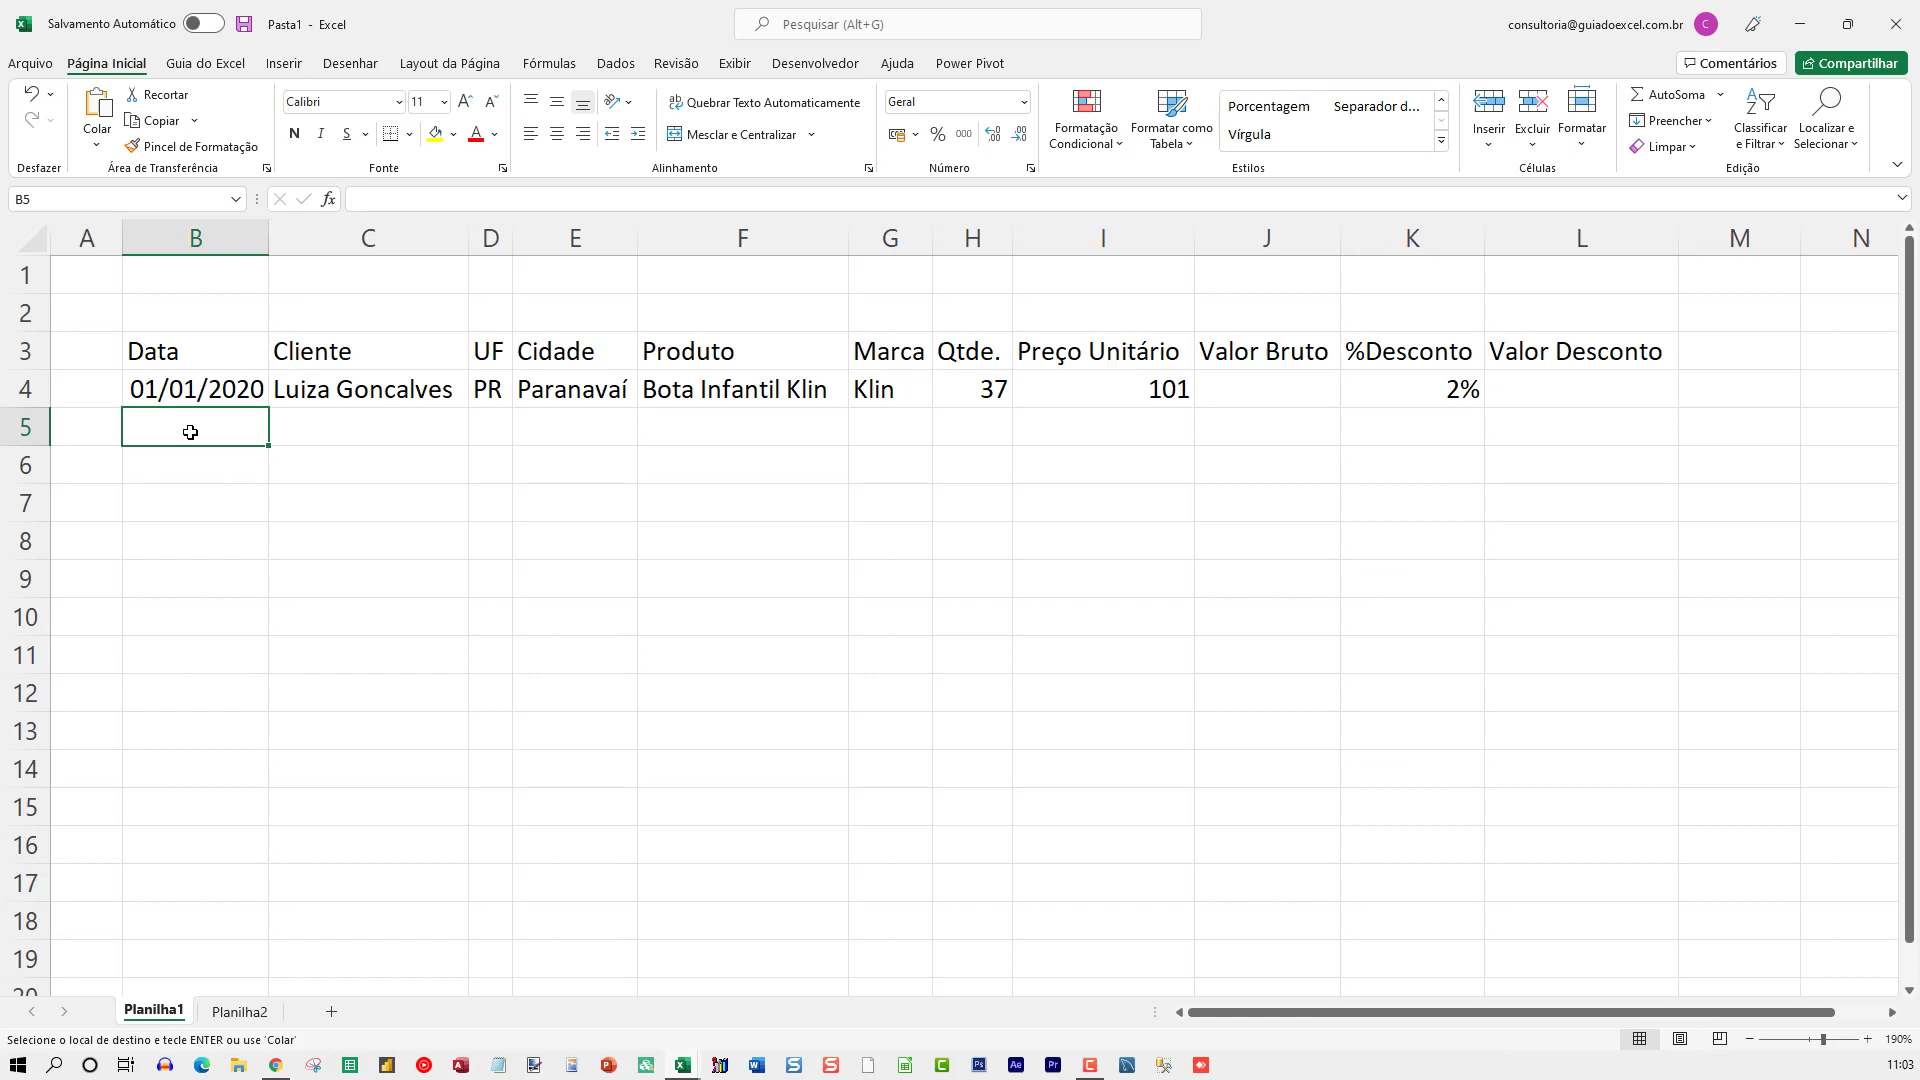 Salvamento Automático Pasta1 - Excel Pesquisar (Alt+G) consultoria@guiadoexcel.com.br C
Arquivo Página Inicial Guia do Excel Inserir Desenhar Layout da Página Fórmulas Dados Revisão Exibir Desenvolvedor Ajuda Power Pivot Comentários Compartilhar
Colar
Recortar
Copiar
Pincel de Formatação
Calibri 11
N I S
Quebrar Texto Automaticamente
Mesclar e Centralizar
Geral
% 000
Formatação
Condicional
Formatar como
Tabela
Porcentagem Separador d...
Vírgula
Inserir Excluir Formatar
AutoSoma
Preencher
Limpar
Classificar
e Filtrar
Localizar e
Selecionar
Desfazer Área de Transferência Fonte Alinhamento Número Estilos Células Edição
B5 fx
A B C D E F G H I J K L M N
1
2
3 Data Cliente UF Cidade Produto Marca Qtde. Preço Unitário Valor Bruto %Desconto Valor Desconto
4 01/01/2020 Luiza Goncalves PR Paranavaí Bota Infantil Klin Klin 37 101 2%
5
6
7
8
9
10
11
12
13
14
15
16
17
18
19
20
Planilha1 Planilha2
Selecione o local de destino e tecle ENTER ou use 'Colar' 190%
11:03